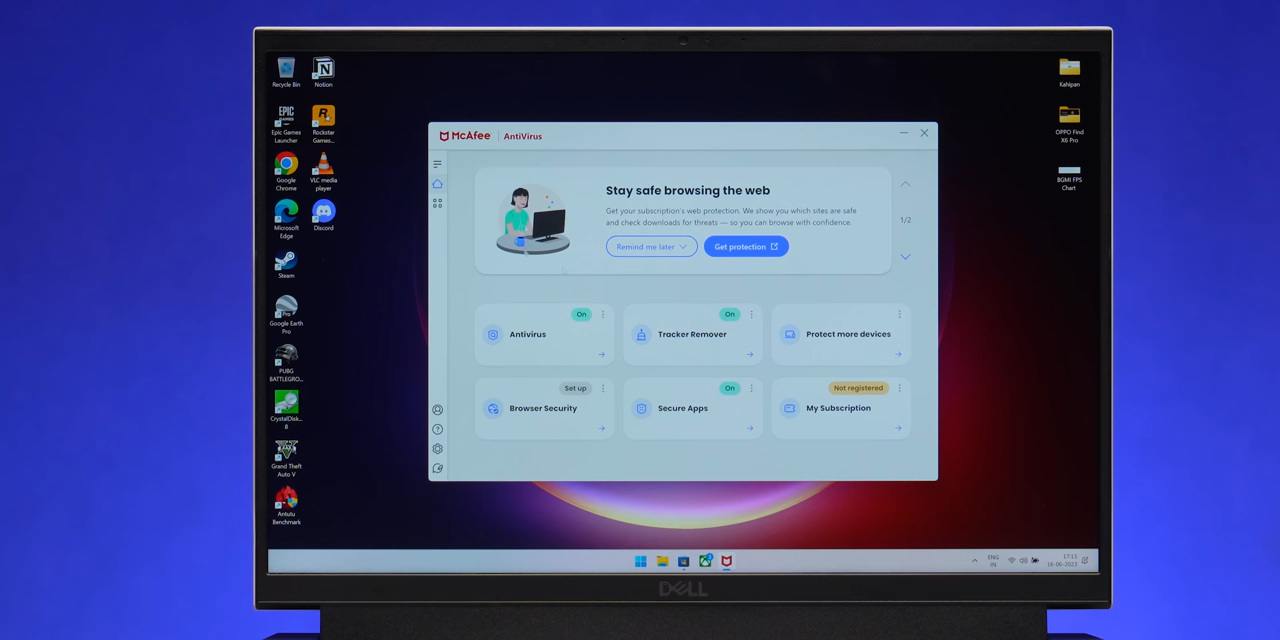 Recycle Bin
Notion
EPIC
GAMES
Epic Games
Launcher
Rockstar
Games...
Google
Chrome
VLC media
player
Microsoft
Edge
Discord
Steam
Pro
Google Earth
Pro
PUBG
BATTLEGRO...
CrystalDisk...
8
Grand Theft
Auto V
Antutu
Benchmark
Kahlpan
OPPO Find
X6 Pro
BGMI FPS
Chart
McAfee | AntiVirus
Stay safe browsing the web
Get your subscription's web protection. We show you which sites are safe
and check downloads for threats — so you can browse with confidence.
Remind me later
Get protection
1/2
On
Antivirus
On
Tracker Remover
Protect more devices
Set up
Browser Security
On
Secure Apps
Not registered
My Subscription
ENG
IN
17:15
16-06-2023
DELL